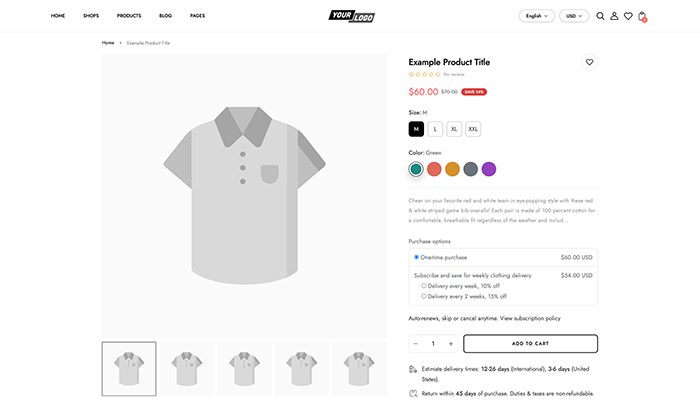 HOME SHOPS PRODUCTS BLOG PAGES YOUR LOGO English USD 0
Home > Example Product Title
Example Product Title
No reviews
$60.00 $70.00 SAVE 14%
Size: M
M L XL XXL
Color: Green
Cheer on your favorite red and white team in eye-popping style with these red
& white striped game bib overalls! Each pair is made of 100 percent cotton for
a comfortable, breathable fit regardless of the weather and includ...
Purchase options
One-time purchase $60.00 USD
Subscribe and save for weekly clothing delivery $54.00 USD
Delivery every week, 10% off
Delivery every 2 weeks, 15% off
Auto-renews, skip or cancel anytime. View subscription policy
− 1 + ADD TO CART
Estimate delivery times: 12-26 days (International), 3-6 days (United
States).
Return within 45 days of purchase. Duties & taxes are non-refundable.